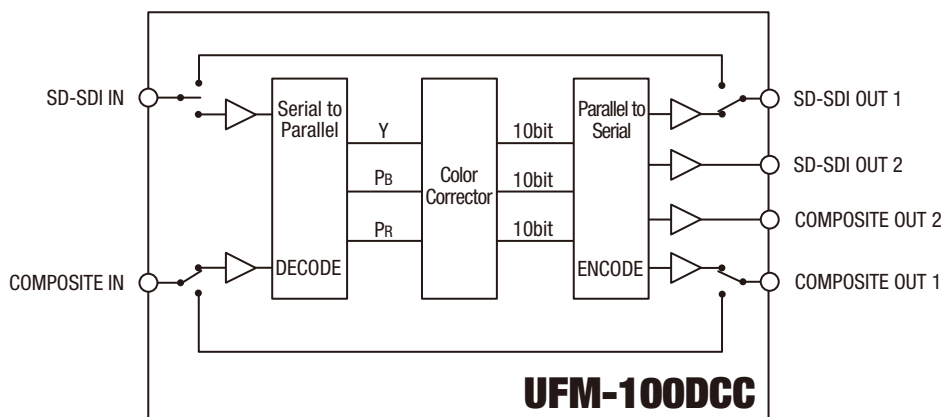 SD-SDI IN
COMPOSITE IN
Serial to
Parallel
DECODE
Y
PB
PR
Color
Corrector
10bit
10bit
10bit
Parallel to
Serial
ENCODE
SD-SDI OUT 1
SD-SDI OUT 2
COMPOSITE OUT 2
COMPOSITE OUT 1
UFM-100DCC